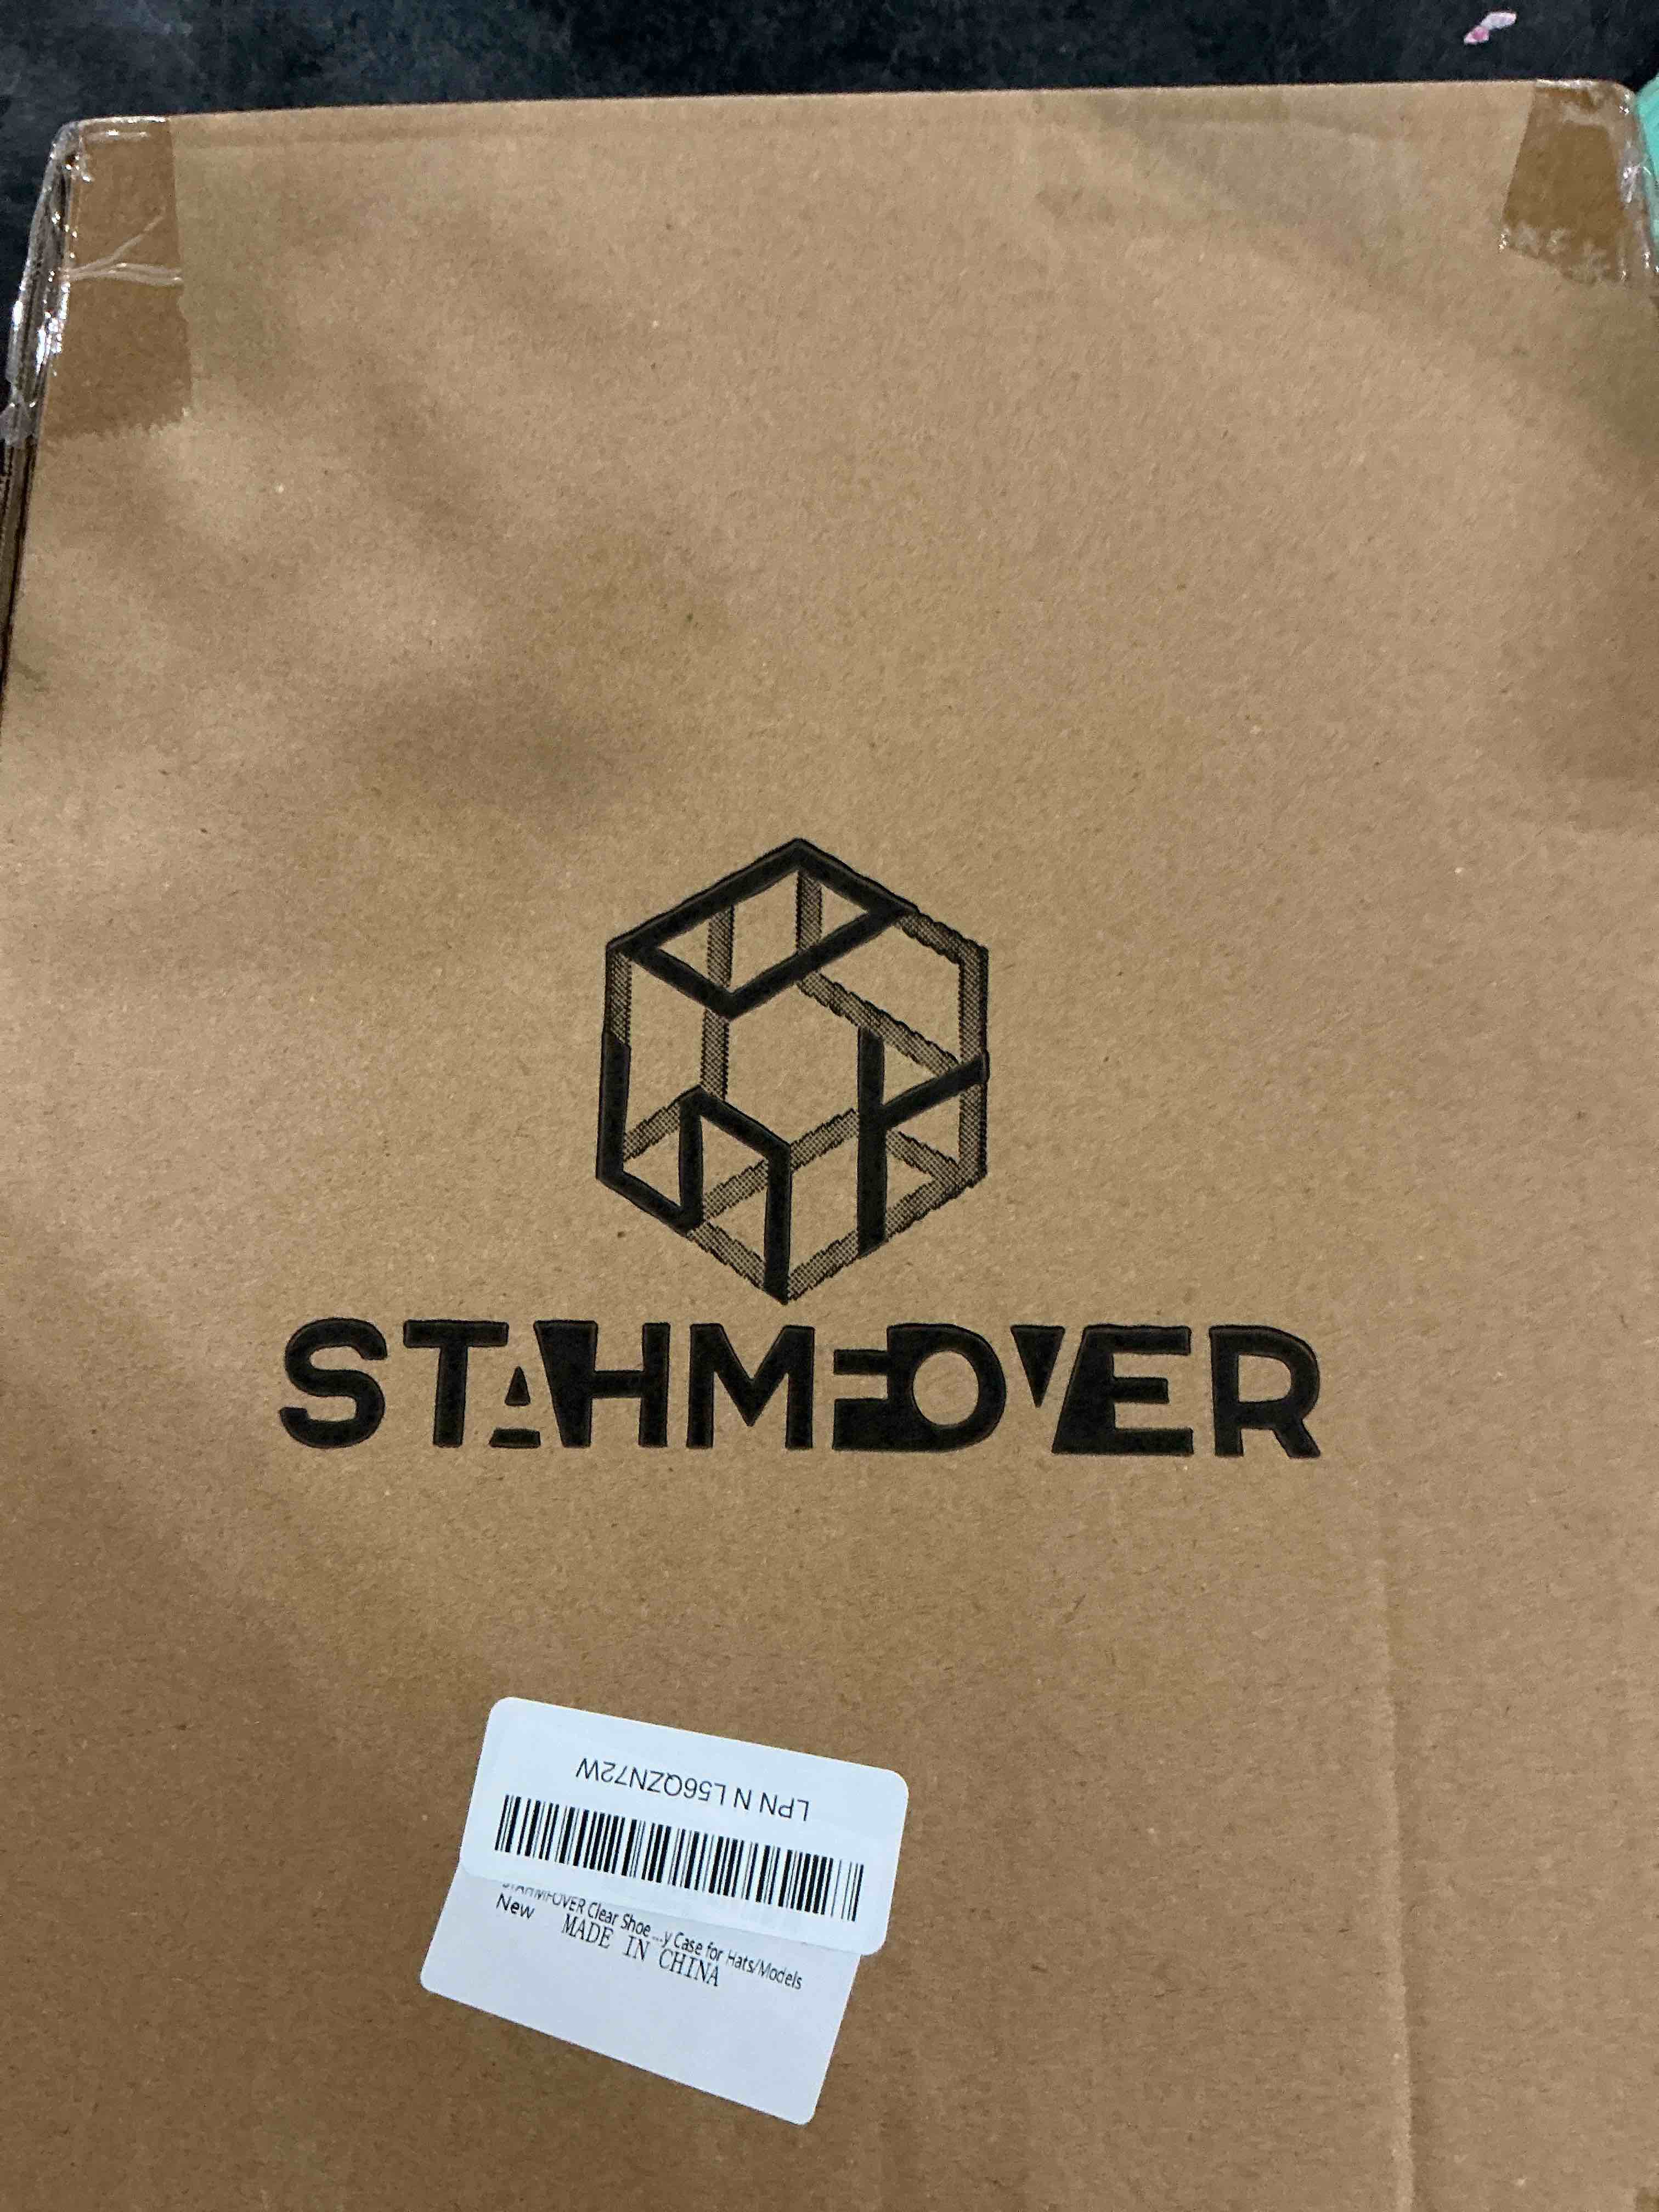 STAHMFOVER
LPN N L56QZN72W
STAHMFOVER Clear Shoe ...y Case for Hats/Models
New MADE IN CHINA